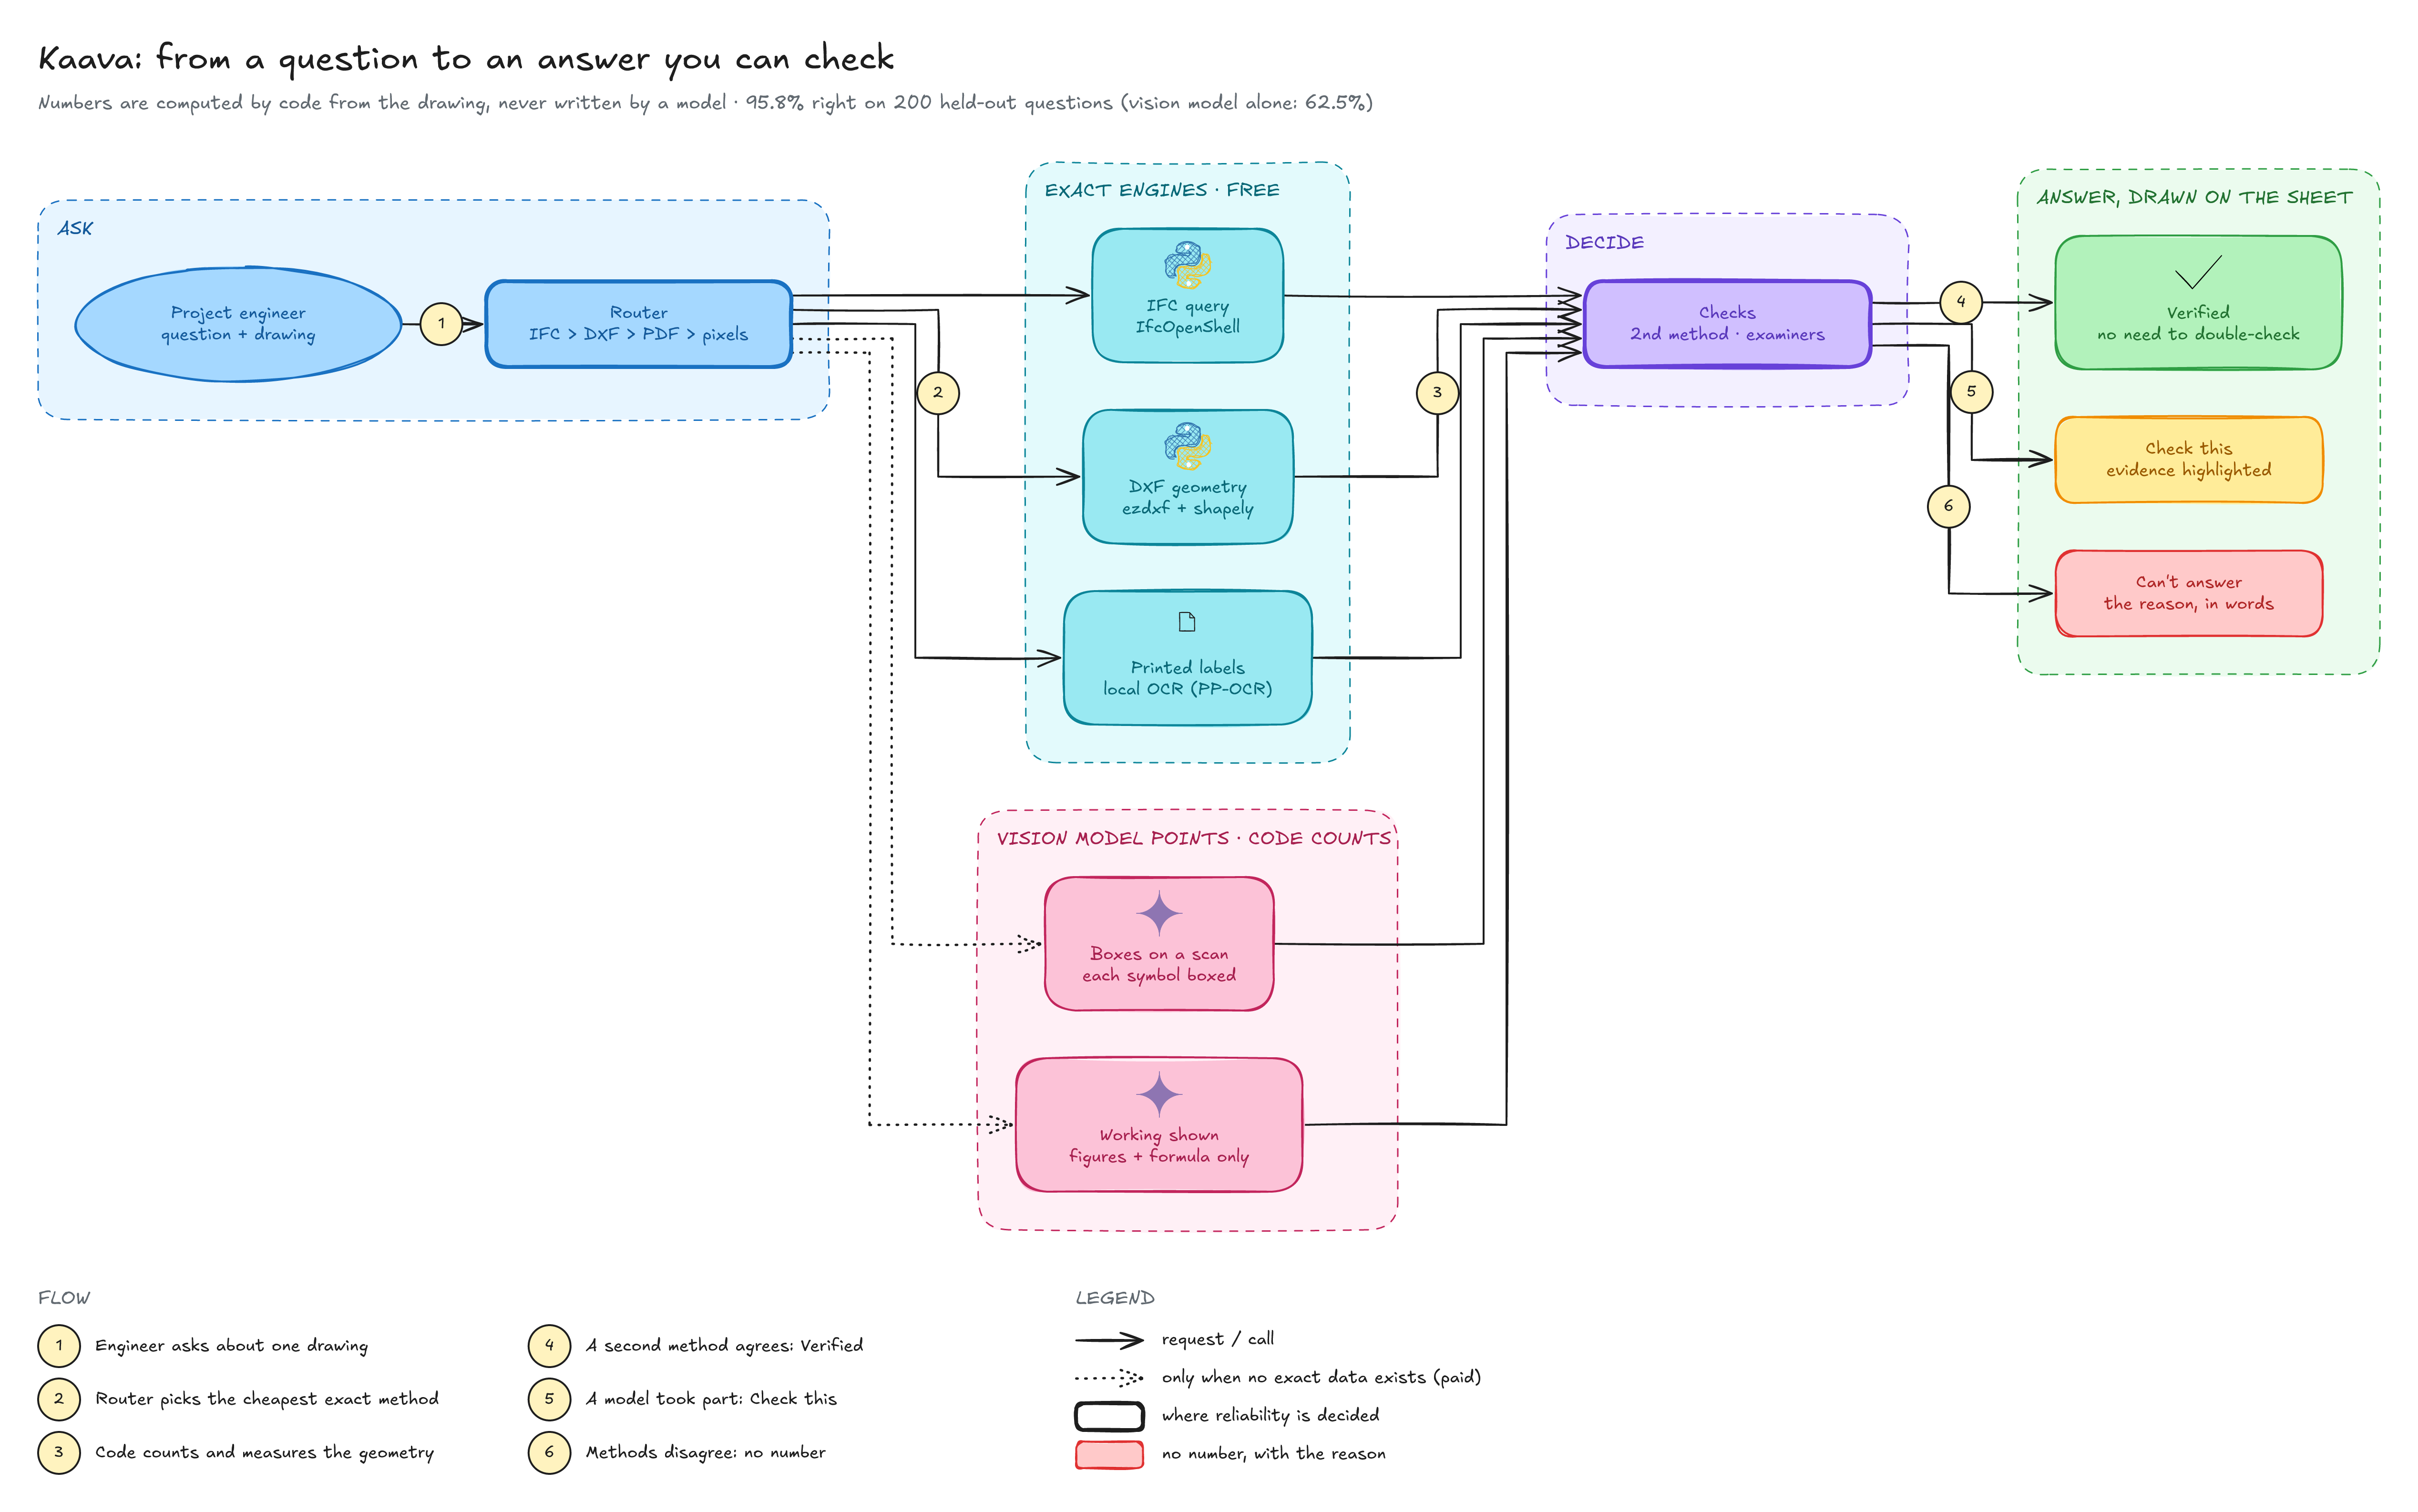 Kaava: from a question to an answer you can check
Numbers are computed by code from the drawing, never written by a model · 95.8% right on 200 held-out questions (vision model alone: 62.5%)
ASK
Project engineer
question + drawing
1
Router
IFC > DXF > PDF > pixels
2
EXACT ENGINES · FREE
IFC query
IfcOpenShell
DXF geometry
ezdxf + shapely
Printed labels
local OCR (PP-OCR)
VISION MODEL POINTS · CODE COUNTS
Boxes on a scan
each symbol boxed
Working shown
figures + formula only
3
DECIDE
Checks
2nd method · examiners
4
5
6
ANSWER, DRAWN ON THE SHEET
Verified
no need to double-check
Check this
evidence highlighted
Can't answer
the reason, in words
FLOW
1 Engineer asks about one drawing
2 Router picks the cheapest exact method
3 Code counts and measures the geometry
4 A second method agrees: Verified
5 A model took part: Check this
6 Methods disagree: no number
LEGEND
request / call
only when no exact data exists (paid)
where reliability is decided
no number, with the reason